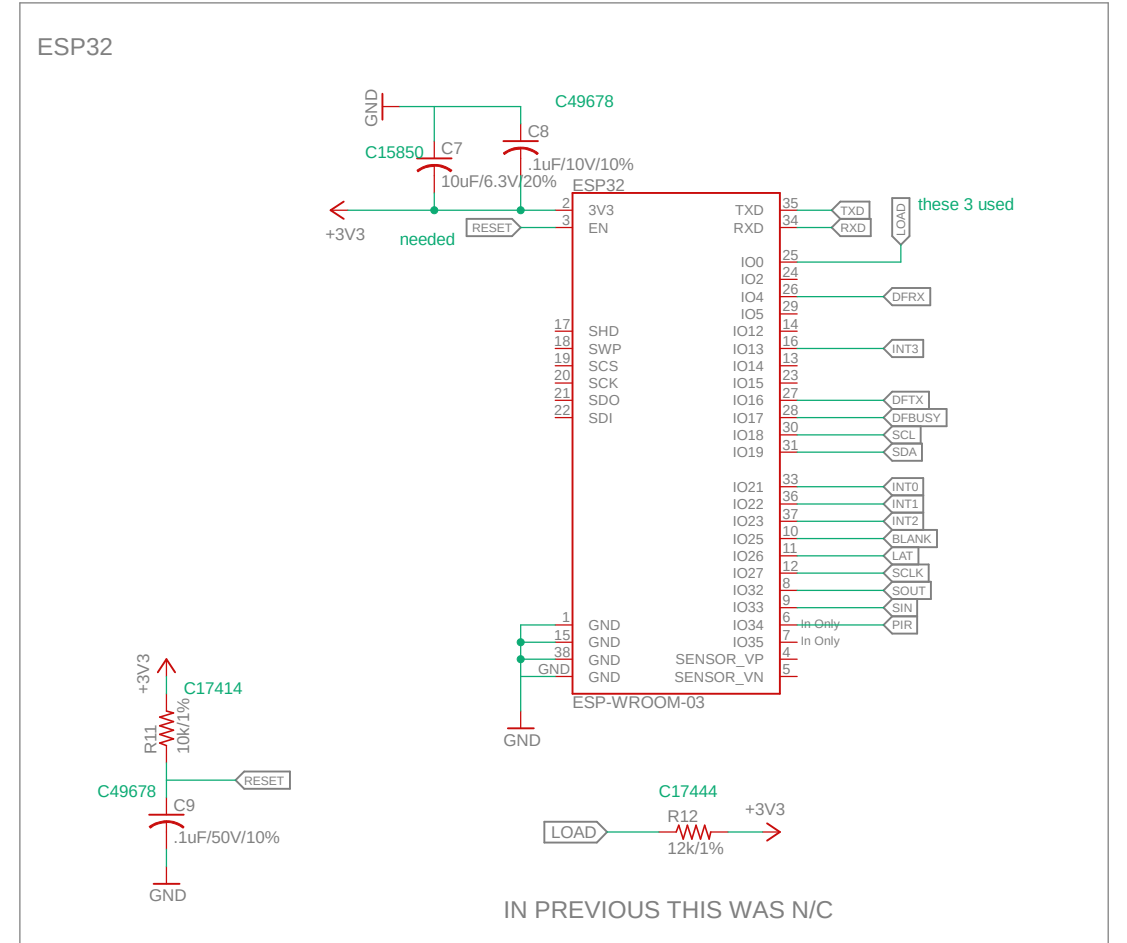 ESP32
GND
C49678
C8
C15850
C7
.1uF/10V/10%
10uF/6.3V/20%
ESP32
+3V3
needed
RESET
2 3V3 TXD 35 TXD
3 EN RXD 34 RXD
LOAD
these 3 used
IO0 25
IO2 24
IO4 26 DFRX
IO5 29
17 SHD IO12 14
18 SWP IO13 16 INT3
19 SCS IO14 13
20 SCK IO15 23
21 SDO IO16 27 DFTX
22 SDI IO17 28 DFBUSY
IO18 30 SCL
IO19 31 SDA
IO21 33 INT0
IO22 36 INT1
IO23 37 INT2
IO25 10 BLANK
IO26 11 LAT
IO27 12 SCLK
IO32 8 SOUT
IO33 9 SIN
1 GND IO34 6 In Only PIR
15 GND IO35 7 In Only
38 GND SENSOR_VP 4
GND GND SENSOR_VN 5
ESP-WROOM-03
GND
+3V3
C17414
R11
10k/1%
RESET
C49678
C9
.1uF/50V/10%
GND
C17444
R12
+3V3
LOAD
12k/1%
IN PREVIOUS THIS WAS N/C